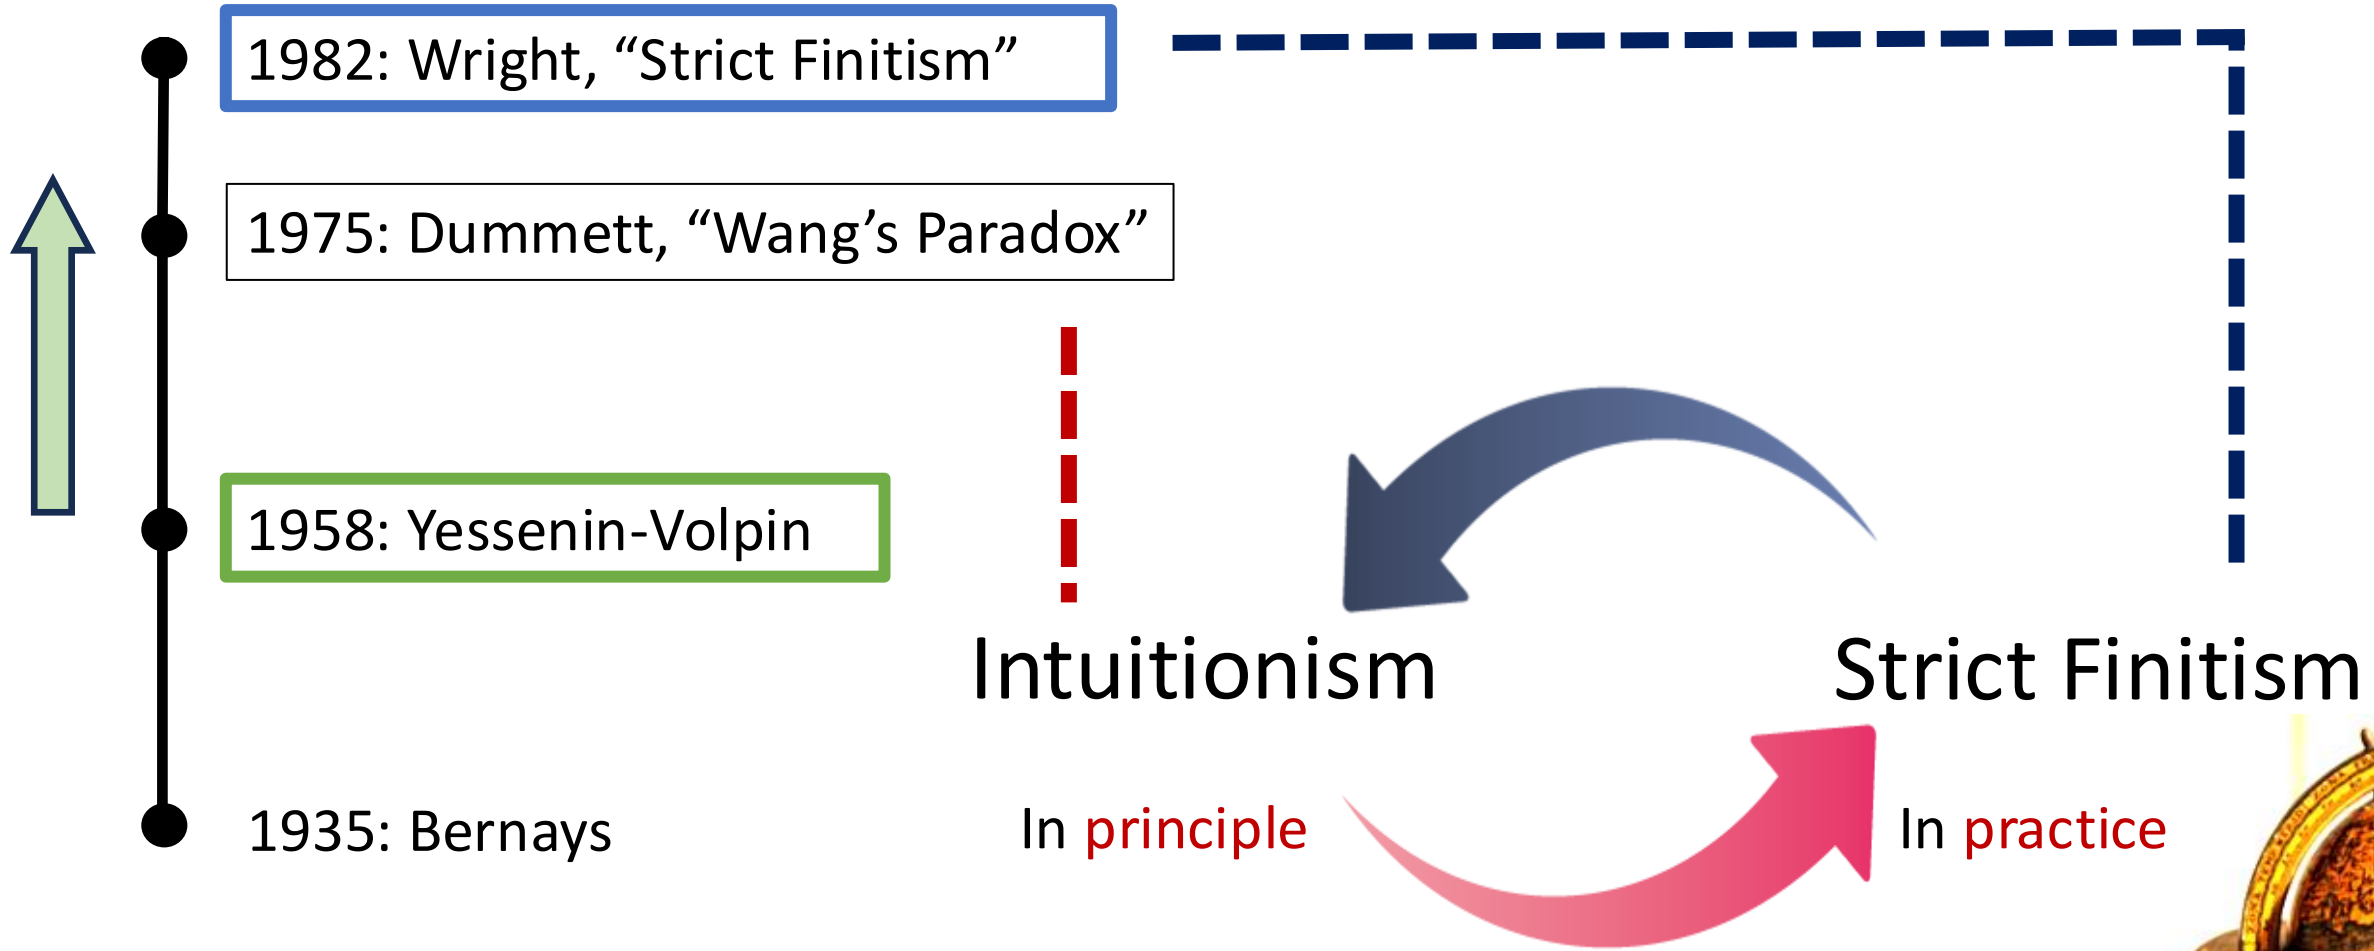 1982: Wright, “Strict Finitism”
1975: Dummett, “Wang’s Paradox”
1958: Yessenin-Volpin
1935: Bernays
Intuitionism
In principle
Strict Finitism
In practice